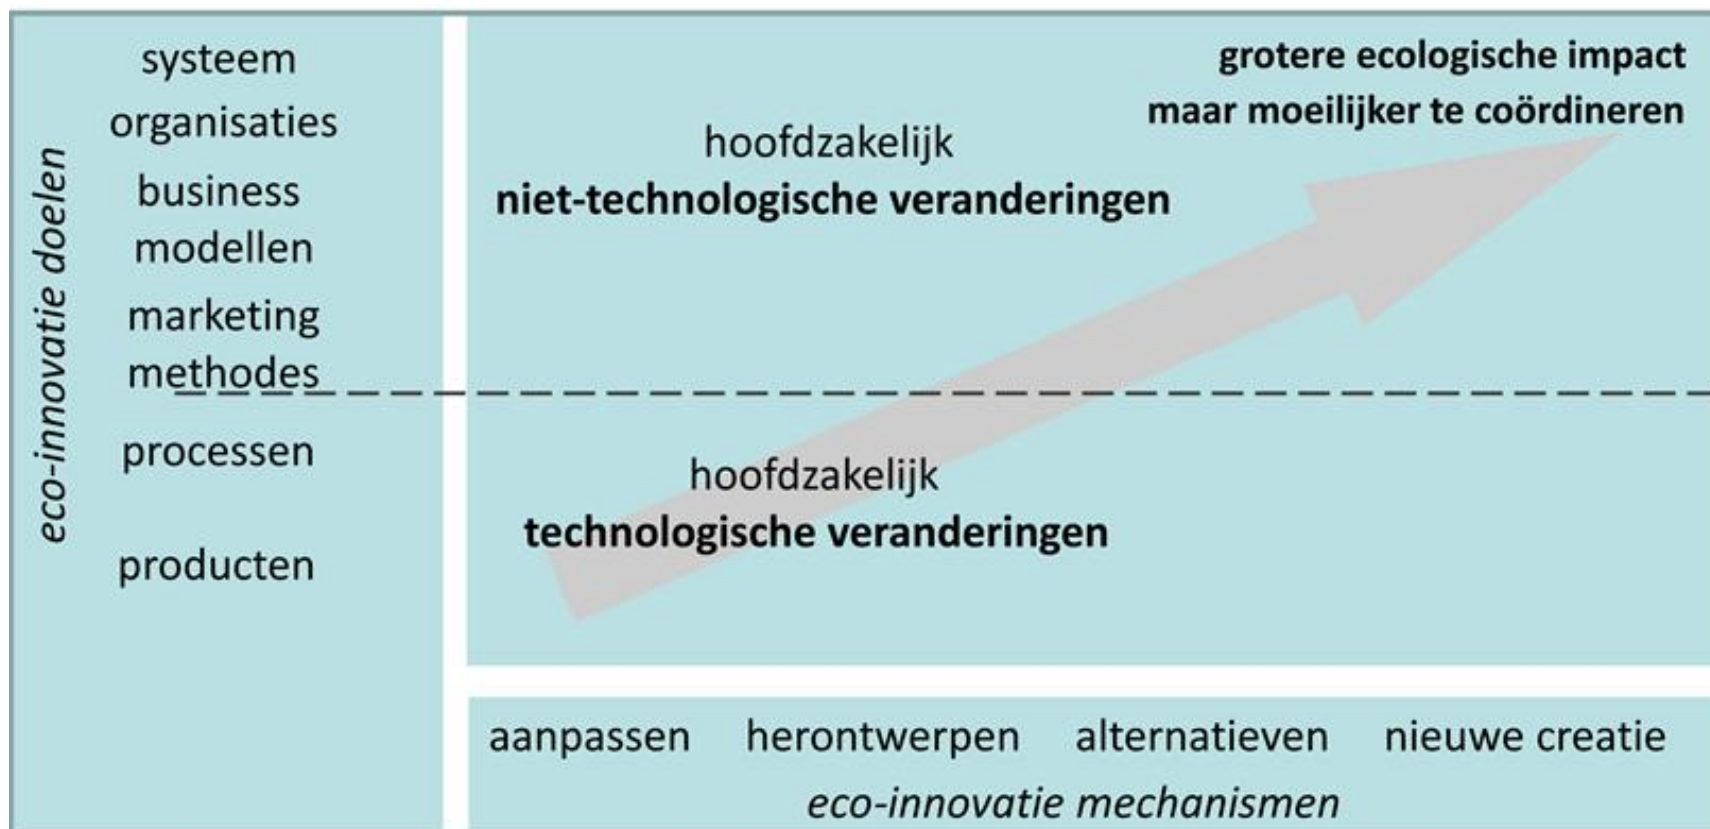 eco-innovatie doelen
systeem
organisaties
business
modellen
marketing
methodes
processen
producten
grotere ecologische impact
maar moeilijker te coördineren
hoofdzakelijk
niet-technologische veranderingen
hoofdzakelijk
technologische veranderingen
aanpassen herontwerpen alternatieven nieuwe creatie
eco-innovatie mechanismen